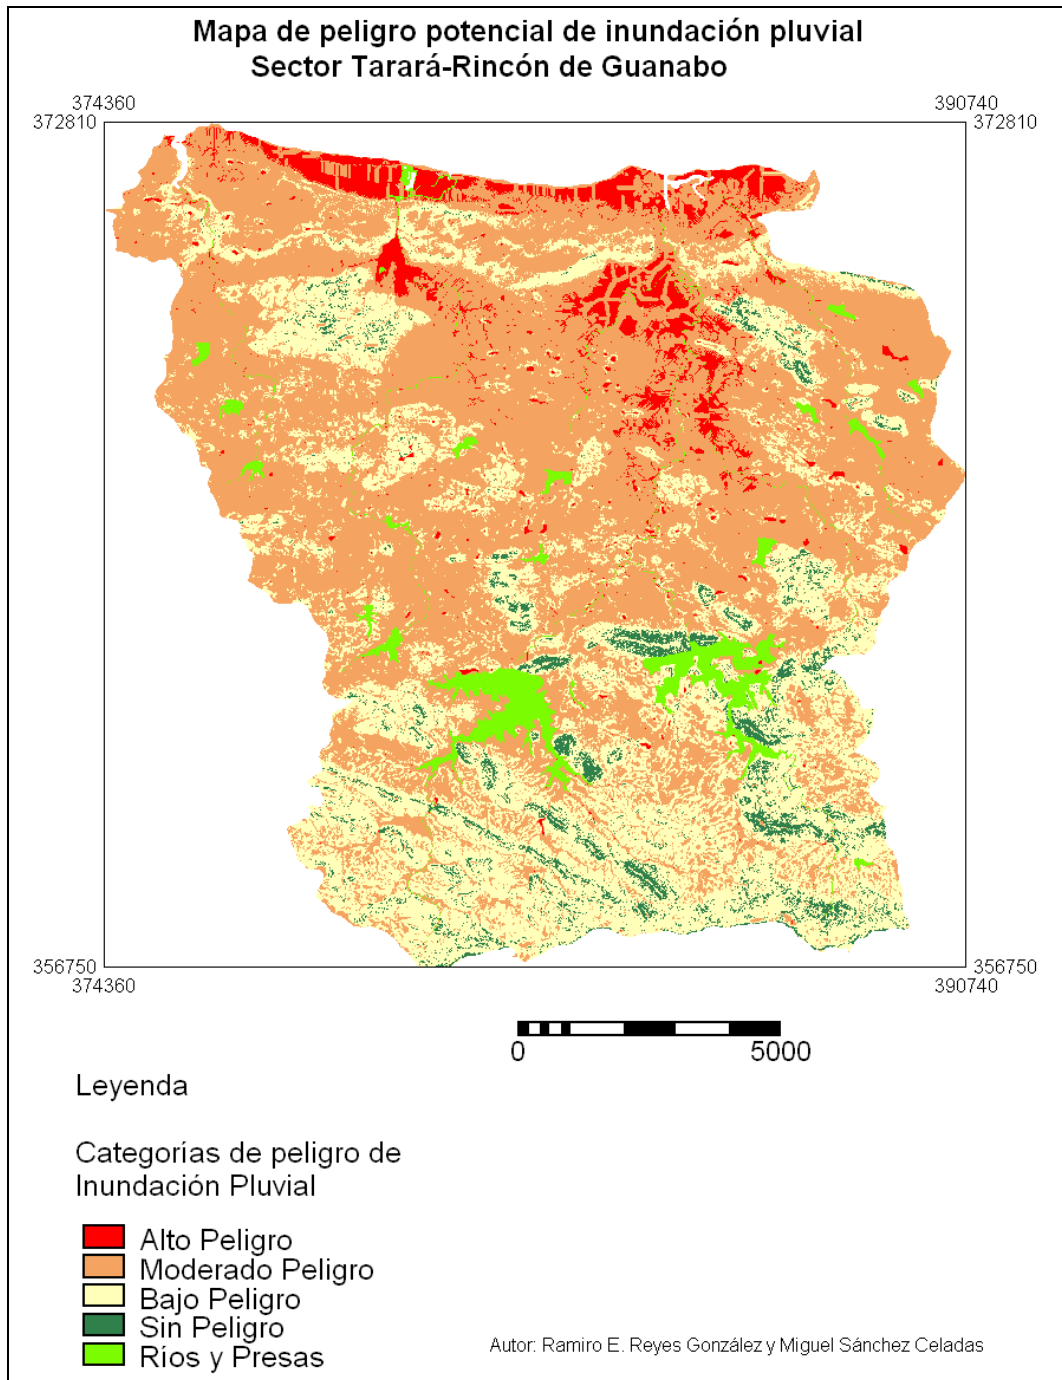 Mapa de peligro potencial de inundación pluvial
Sector Tarará-Rincón de Guanabo
374360 390740
372810 372810
356750 356750
374360 390740
0 5000
Leyenda
Categorías de peligro de
Inundación Pluvial
Alto Peligro
Moderado Peligro
Bajo Peligro
Sin Peligro
Ríos y Presas
Autor: Ramiro E. Reyes González y Miguel Sánchez Celadas